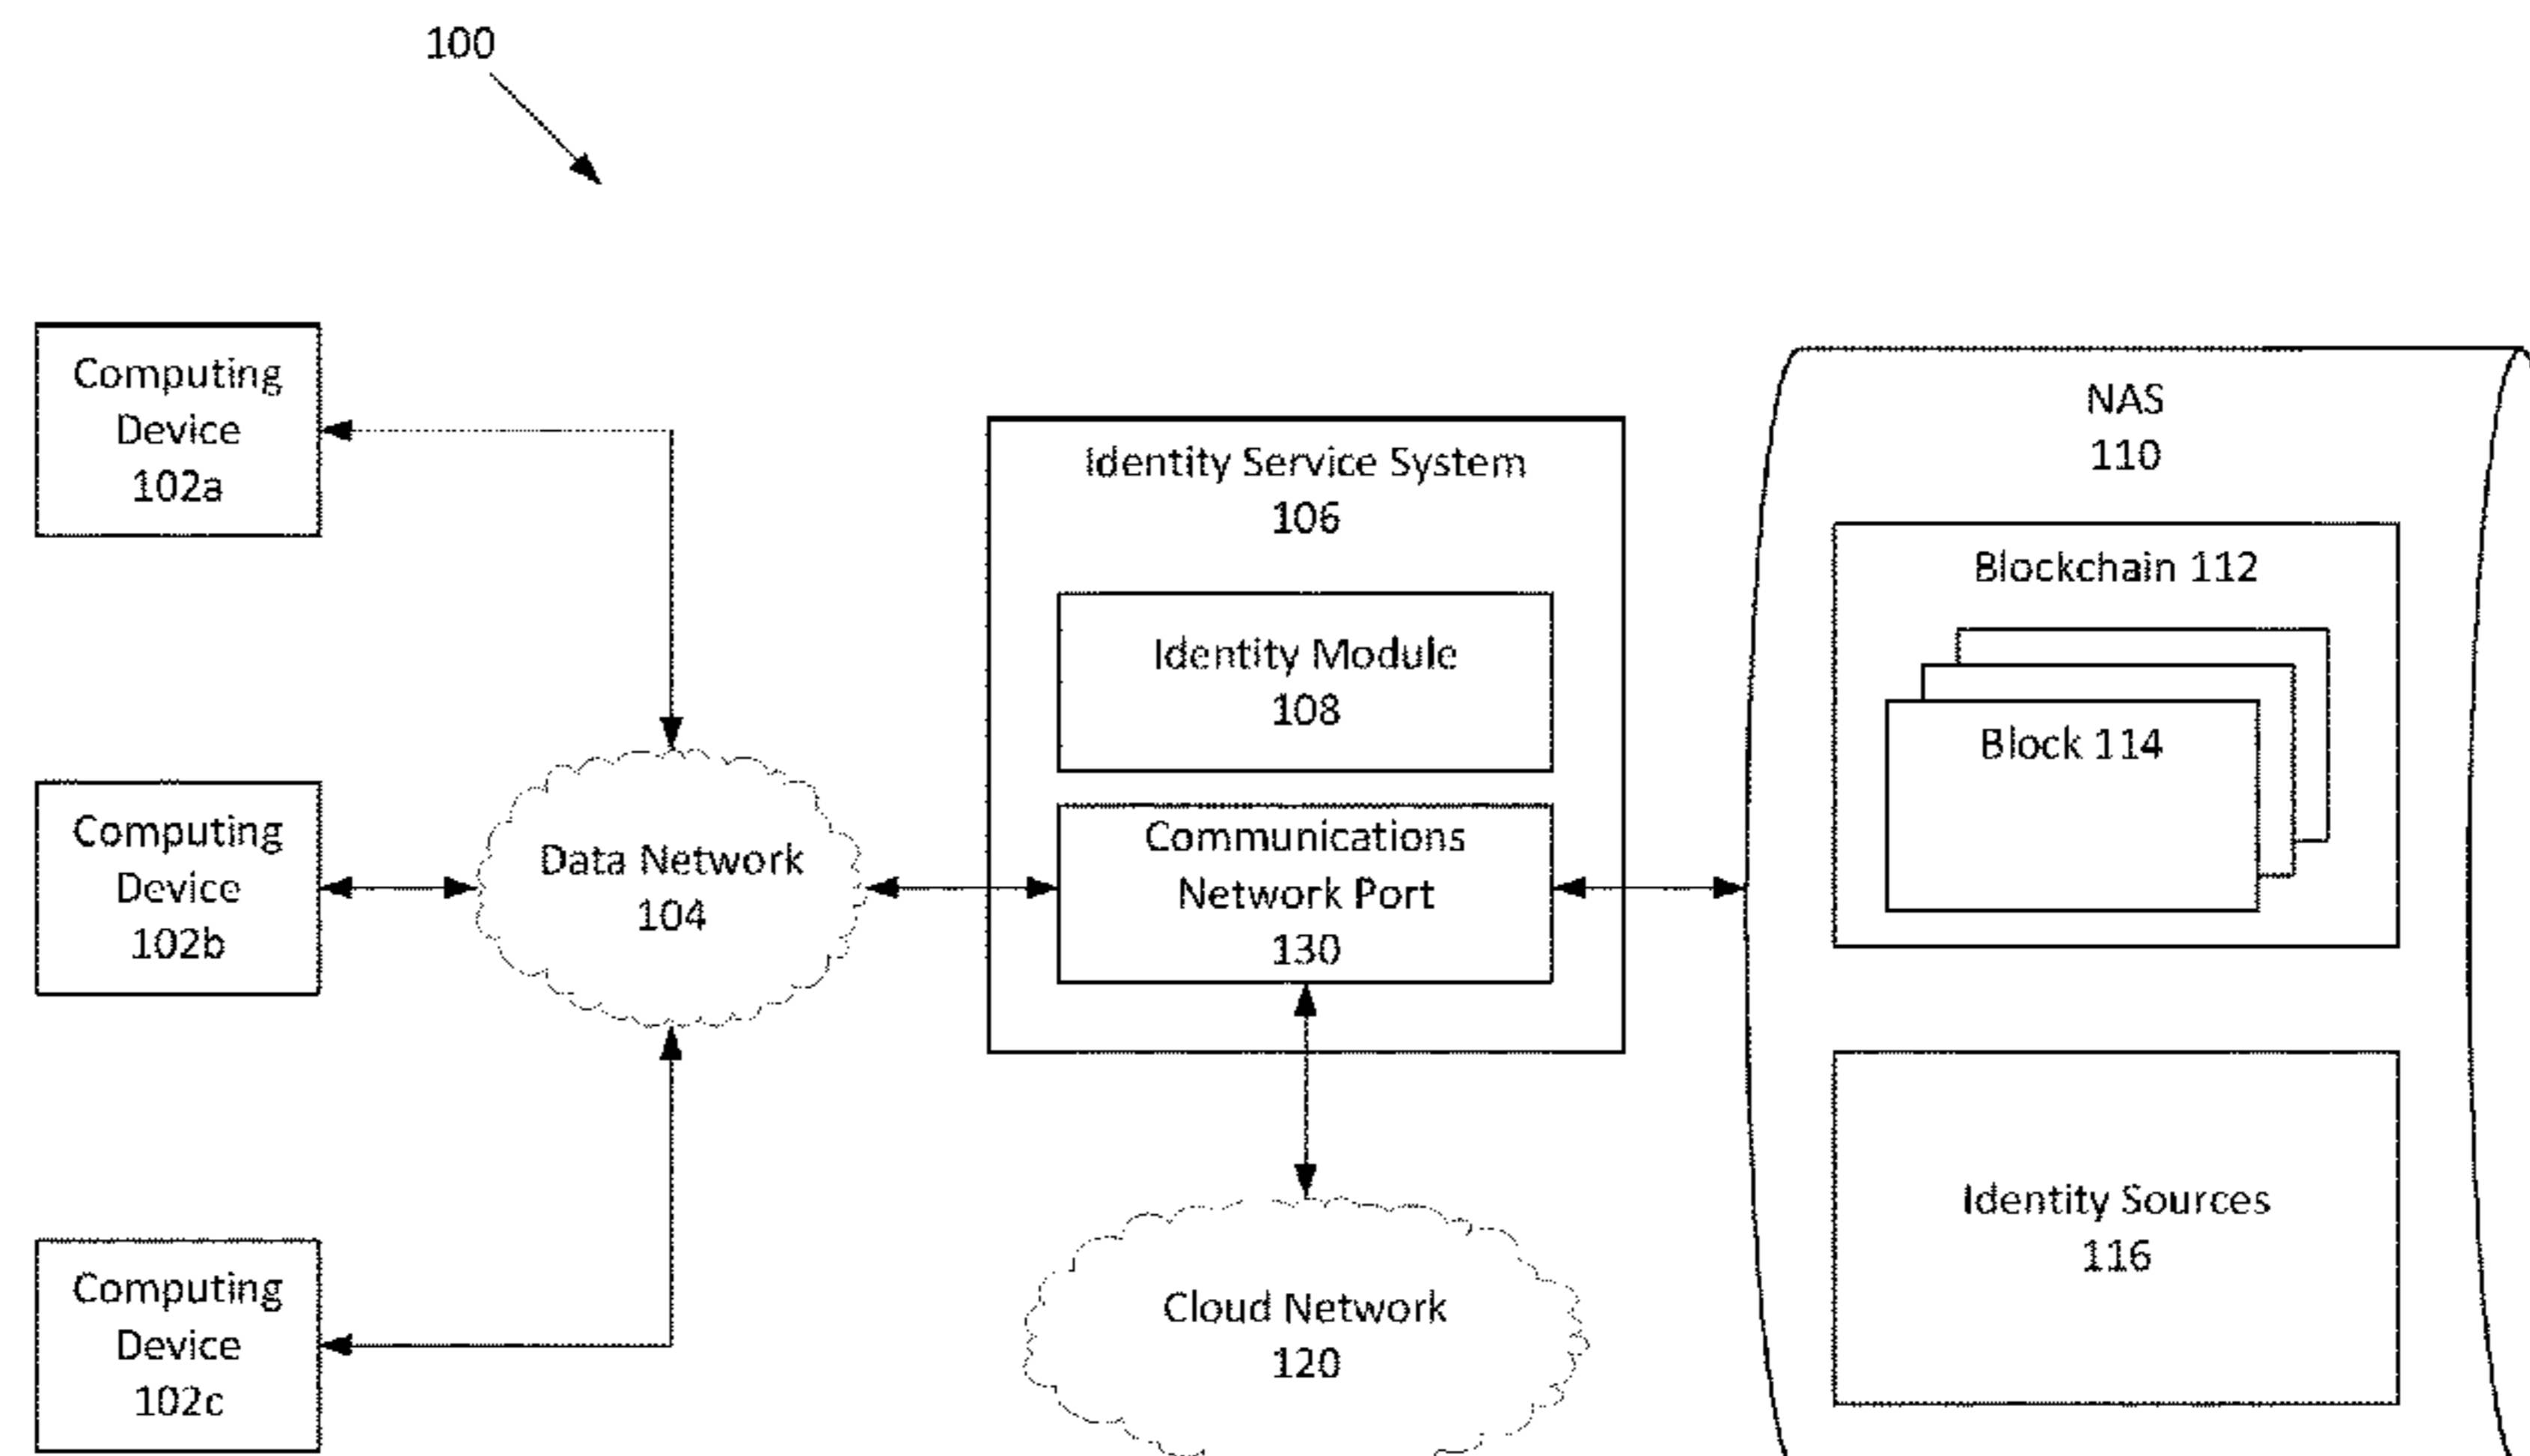 100
Computing
Device
102a
Computing
Device
102b
Computing
Device
102c
Data Network
104
Identity Service System
106
Identity Module
108
Communications
Network Port
130
Cloud Network
120
NAS
110
Blockchain 112
Block 114
Identity Sources
116